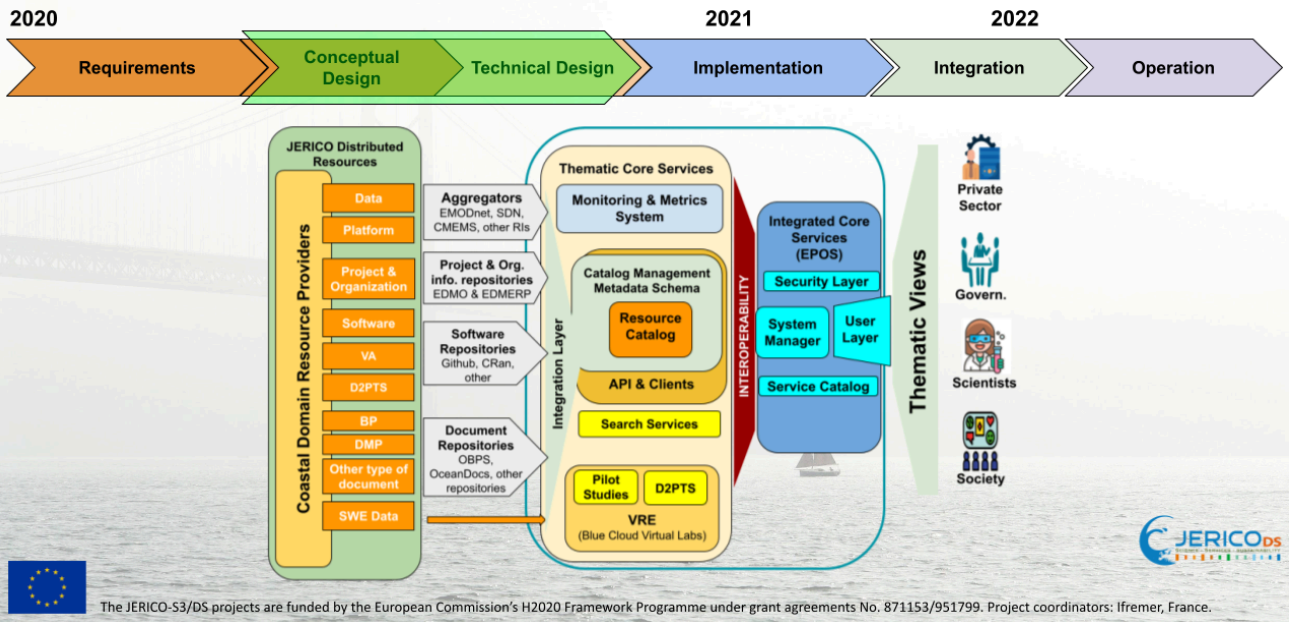 2020
2021
2022
Requirements
Conceptual
Design
Technical Design
Implementation
Integration
Operation
JERICO Distributed
Resources
Coastal Domain Resource Providers
Data
Platform
Project &
Organization
Software
VA
D2PTS
BP
DMP
Other type of
document
SWE Data
Aggregators
EMODnet, SDN,
CMEMS, other RIs
Project & Org.
info. repositories
EDMO & EDMERP
Software
Repositories
Github, CRan,
other
Document
Repositories
OBPS,
OceanDocs, other
repositories
Integration Layer
Thematic Core Services
Monitoring & Metrics
System
Catalog Management
Metadata Schema
Resource
Catalog
API & Clients
Search Services
Pilot
Studies
D2PTS
VRE
(Blue Cloud Virtual Labs)
INTEROPERABILITY
Integrated Core
Services
(EPOS)
Security Layer
System
Manager
User
Layer
Service Catalog
Thematic Views
Private
Sector
Govern.
Scientists
Society
JERICO DS
The JERICO-S3/DS projects are funded by the European Commission's H2020 Framework Programme under grant agreements No. 871153/951799. Project coordinators: Ifremer, France.